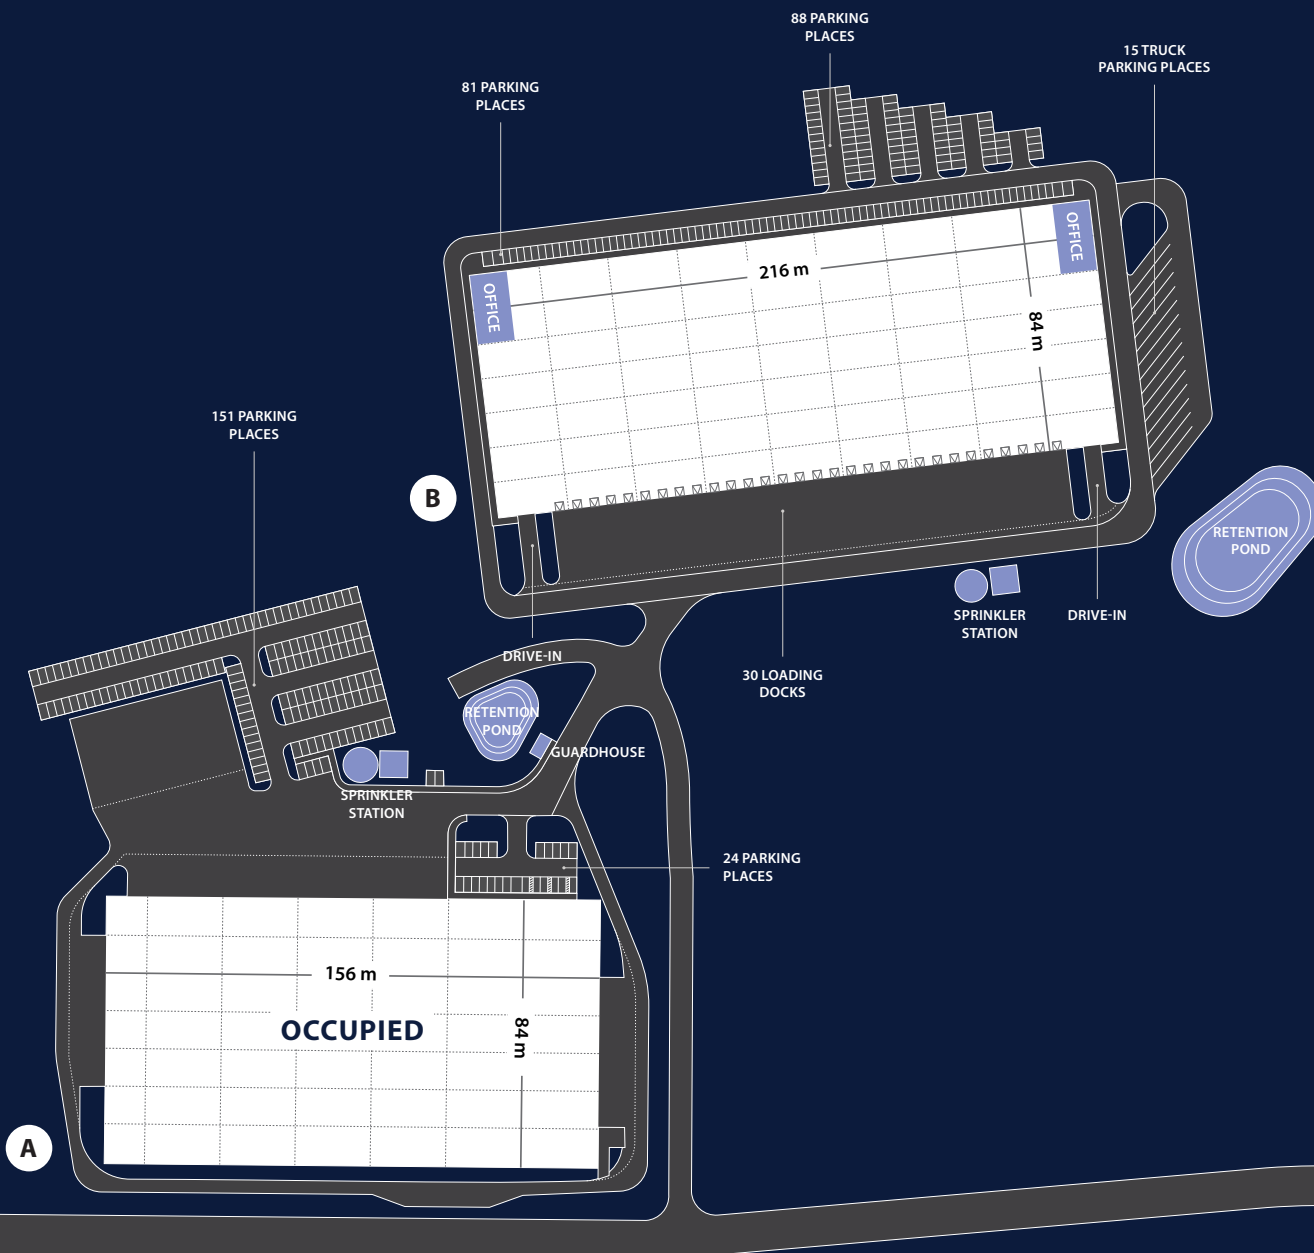 88 PARKING
PLACES
15 TRUCK
PARKING PLACES
81 PARKING
PLACES
OFFICE
216 m
OFFICE
84 m
151 PARKING
PLACES
B
RETENTION
POND
SPRINKLER
STATION
DRIVE-IN
DRIVE-IN
30 LOADING
DOCKS
RETENTION
POND
GUARDHOUSE
SPRINKLER
STATION
24 PARKING
PLACES
156 m
OCCUPIED
84 m
A